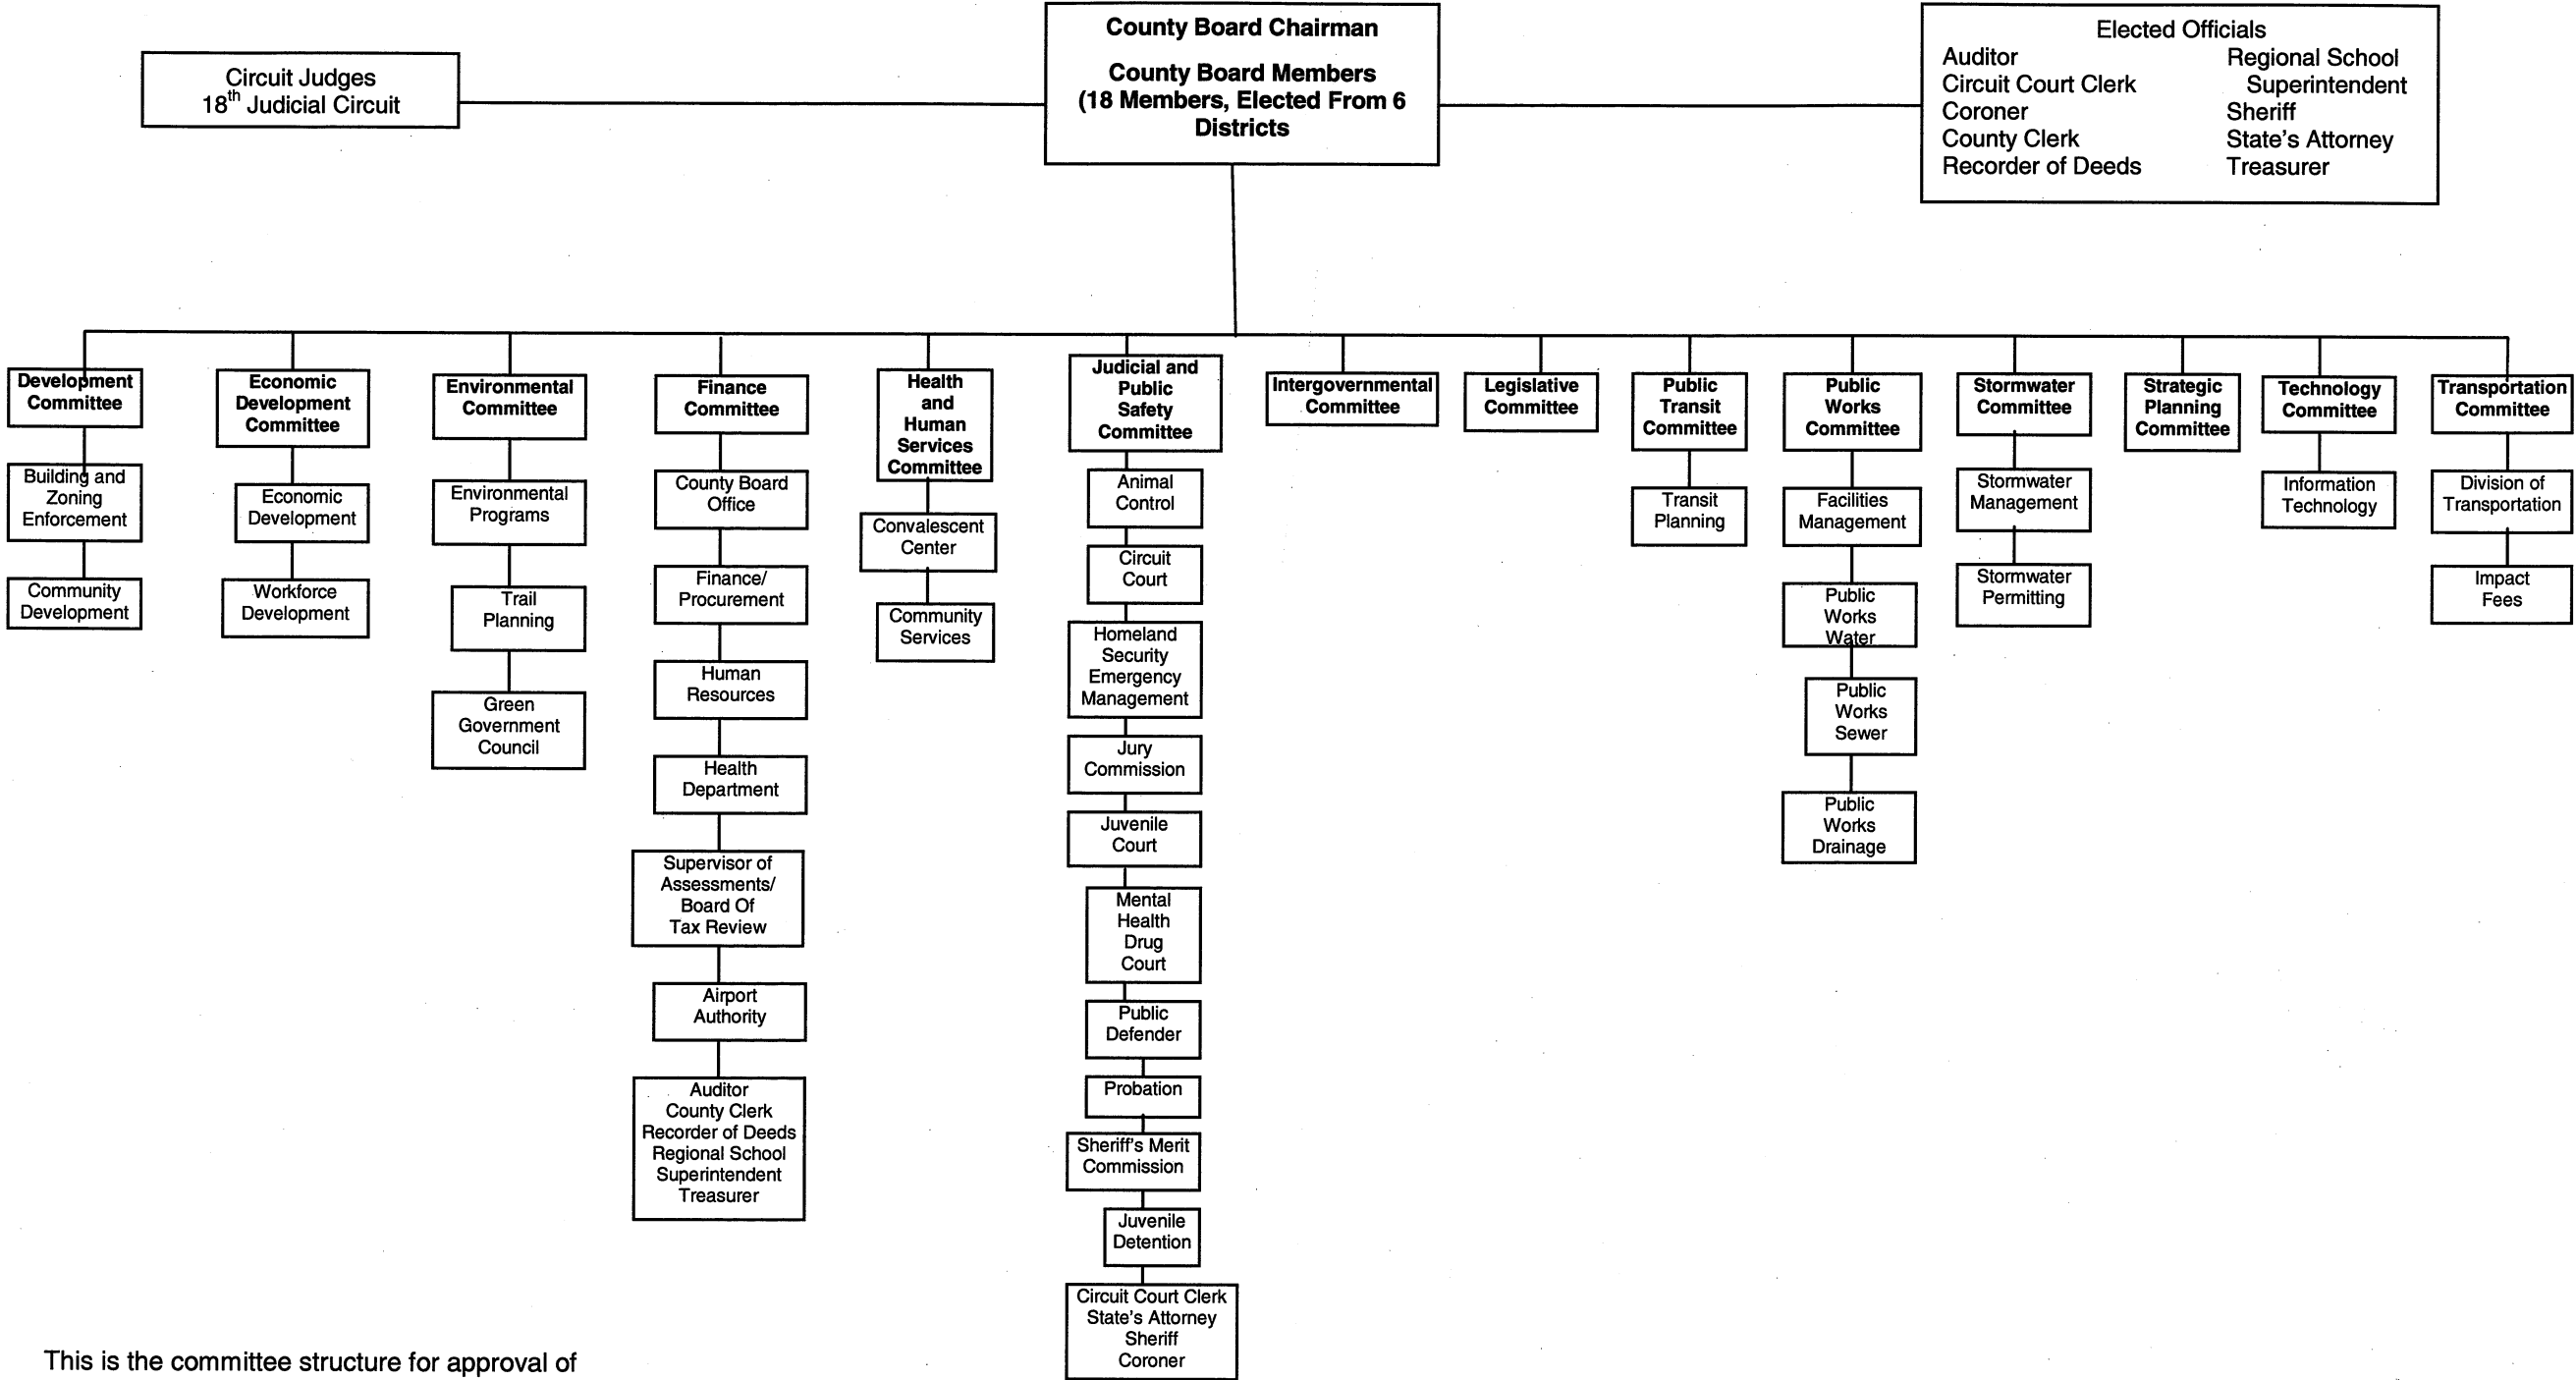 County Board Chairman
County Board Members
(18 Members, Elected From 6
Districts
Circuit Judges
18th Judicial Circuit
Elected Officials
Auditor
Circuit Court Clerk
Coroner
County Clerk
Recorder of Deeds
Regional School
Superintendent
Sheriff
State's Attorney
Treasurer
Development
Committee
Building and
Zoning
Enforcement
Community
Development
Economic
Development
Committee
Economic
Development
Workforce
Development
Environmental
Committee
Environmental
Programs
Trail
Planning
Green
Government
Council
Finance
Committee
County Board
Office
Finance/
Procurement
Human
Resources
Health
Department
Supervisor of
Assessments/
Board Of
Tax Review
Airport
Authority
Auditor
County Clerk
Recorder of Deeds
Regional School
Superintendent
Treasurer
Health
and
Human
Services
Committee
Convalescent
Center
Community
Services
Judicial and
Public
Safety
Committee
Animal
Control
Circuit
Court
Homeland
Security
Emergency
Management
Jury
Commission
Juvenile
Court
Mental
Health
Drug
Court
Public
Defender
Probation
Sheriff's Merit
Commission
Juvenile
Detention
Circuit Court Clerk
State's Attorney
Sheriff
Coroner
Intergovernmental
Committee
Legislative
Committee
Public
Transit
Committee
Transit
Planning
Public
Works
Committee
Facilities
Management
Public
Works
Water
Public
Works
Sewer
Public
Works
Drainage
Stormwater
Committee
Stormwater
Management
Stormwater
Permitting
Strategic
Planning
Committee
Technology
Committee
Information
Technology
Transportation
Committee
Division of
Transportation
Impact
Fees
This is the committee structure for approval of